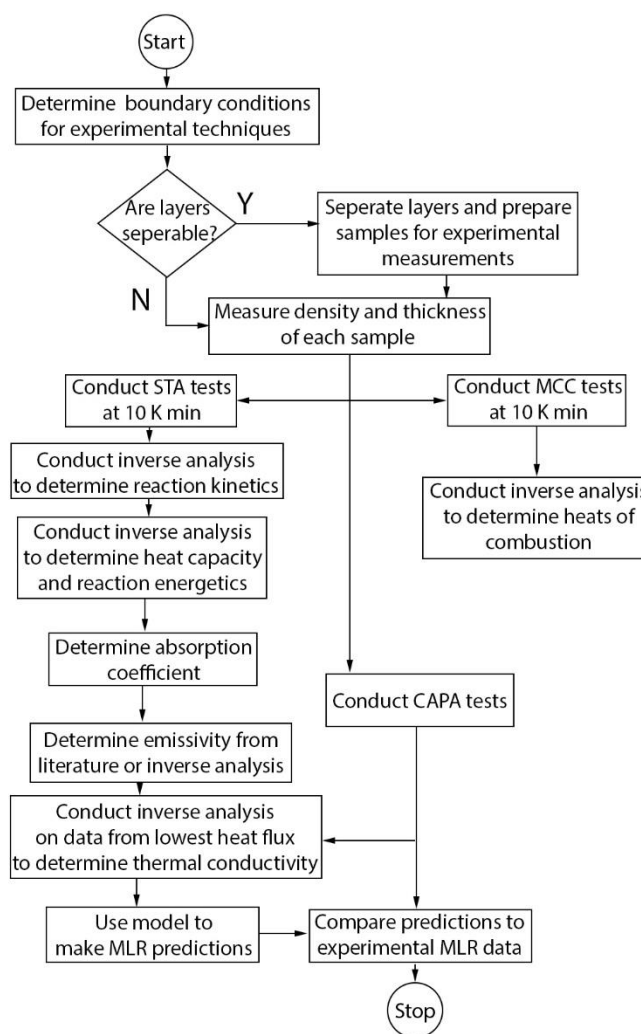 Start
Determine boundary conditions
for experimental techniques
Are layers
seperable?
Y
Seperate layers and prepare
samples for experimental
measurements
N
Measure density and thickness
of each sample
Conduct STA tests
at 10 K min
Conduct MCC tests
at 10 K min
Conduct inverse analysis
to determine reaction kinetics
Conduct inverse analysis
to determine heats of
combustion
Conduct inverse analysis
to determine heat capacity
and reaction energetics
Determine absorption
coefficient
Conduct CAPA tests
Determine emissivity from
literature or inverse analysis
Conduct inverse analysis
on data from lowest heat flux
to determine thermal conductivity
Use model to
make MLR predictions
Compare predictions to
experimental MLR data
Stop